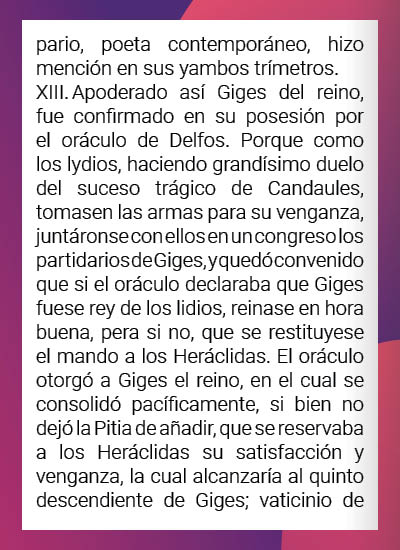 pario, poeta contemporáneo, hizo
mención en sus yambos trímetros.
XIII. Apoderado así Giges del reino,
fue confirmado en su posesión por
el oráculo de Delfos. Porque como
los lydios, haciendo grandísimo duelo
del suceso trágico de Candaules,
tomasen las armas para su venganza,
juntáronse con ellos en un congreso los
partidarios de Giges, y quedó convenido
que si el oráculo declaraba que Giges
fuese rey de los lidios, reinase en hora
buena, pera si no, que se restituyese
el mando a los Heráclidas. El oráculo
otorgó a Giges el reino, en el cual se
consolidó pacíficamente, si bien no
dejó la Pitia de añadir, que se reservaba
a los Heráclidas su satisfacción y
venganza, la cual alcanzaría al quinto
descendiente de Giges; vaticinio de